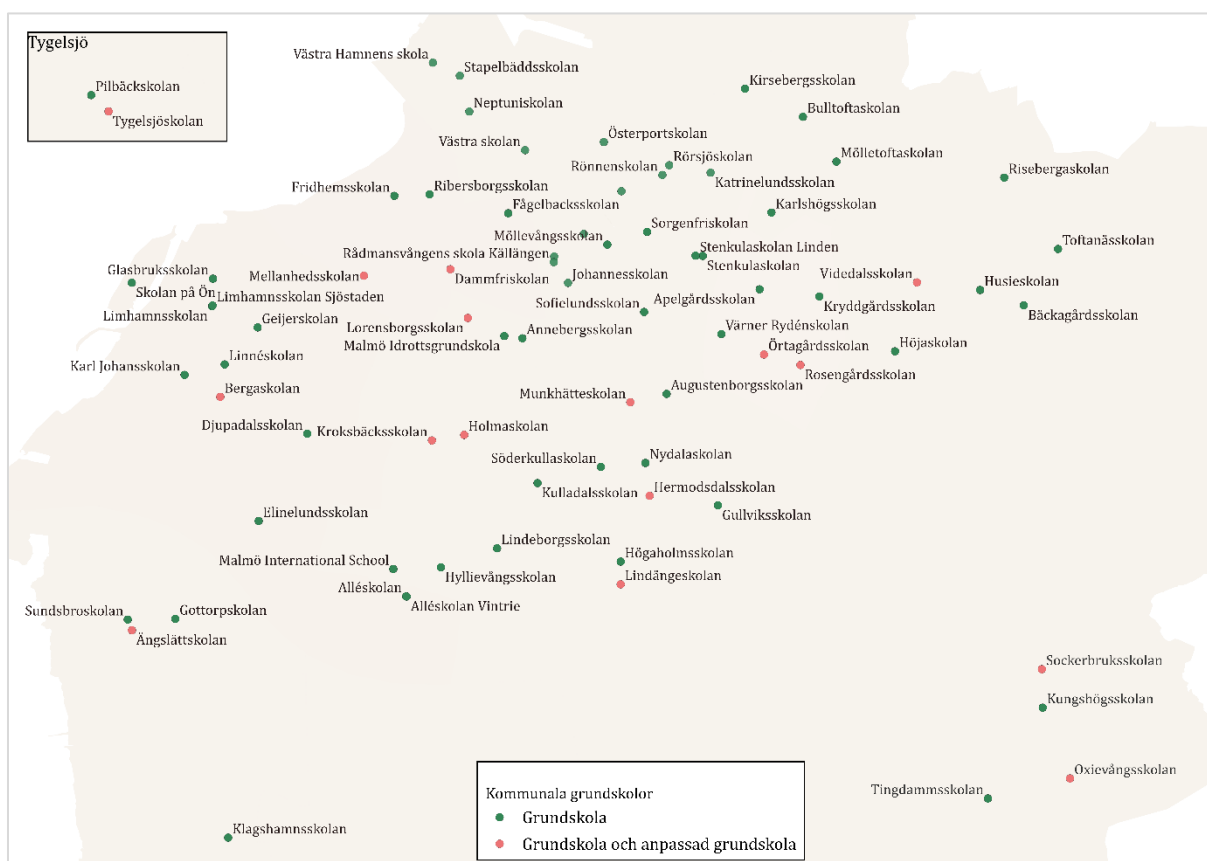 Tygelsjö
Pilbäckskolan
Tygelsjöskolan
Västra Hamnens skola
Stapelbäddsskolan
Neptuniskolan
Västra skolan
Österportskolan
Kirsebergsskolan
Bulltoftaskolan
Rönnenskolan
Rörsjöskolan
Mölletoftaskolan
Katrinelundsskolan
Risebergaskolan
Fridhemsskolan
Ribersborgsskolan
Fågelbacksskolan
Karlshögsskolan
Sorgenfriskolan
Möllevångsskolan
Rådmansvångens skola Källängen
Stenkulaskolan Linden
Stenkulaskolan
Toftanässkolan
Glasbruksskolan
Mellanhedsskolan
Dammfriskolan
Johannesskolan
Videdalsskolan
Husieskolan
Skolan på Ön
Limhamnsskolan Sjöstaden
Limhamnsskolan
Sofielundsskolan
Apelgårdsskolan
Kryddgårdsskolan
Bäckagårdsskolan
Geijerskolan
Lorensborgsskolan
Annebergsskolan
Värner Rydénskolan
Malmö Idrottsgrundskola
Örtagårdsskolan
Höjaskolan
Linnéskolan
Karl Johansskolan
Rosengårdsskolan
Bergaskolan
Munkhätteskolan
Augustenborgsskolan
Djupadalsskolan
Kroksbäcksskolan
Holmaskolan
Söderkullaskolan
Nydalaskolan
Kulladalsskolan
Hermodsdalsskolan
Gullviksskolan
Elinelundsskolan
Lindeborgsskolan
Malmö International School
Högaholmsskolan
Hyllievångsskolan
Lindängeskolan
Alléskolan
Alléskolan Vintrie
Sundsbroskolan
Gottorpskolan
Ängslättskolan
Sockerbruksskolan
Kungshögsskolan
Oxievångsskolan
Tingdammsskolan
Klagshamnsskolan
Kommunala grundskolor
Grundskola
Grundskola och anpassad grundskola